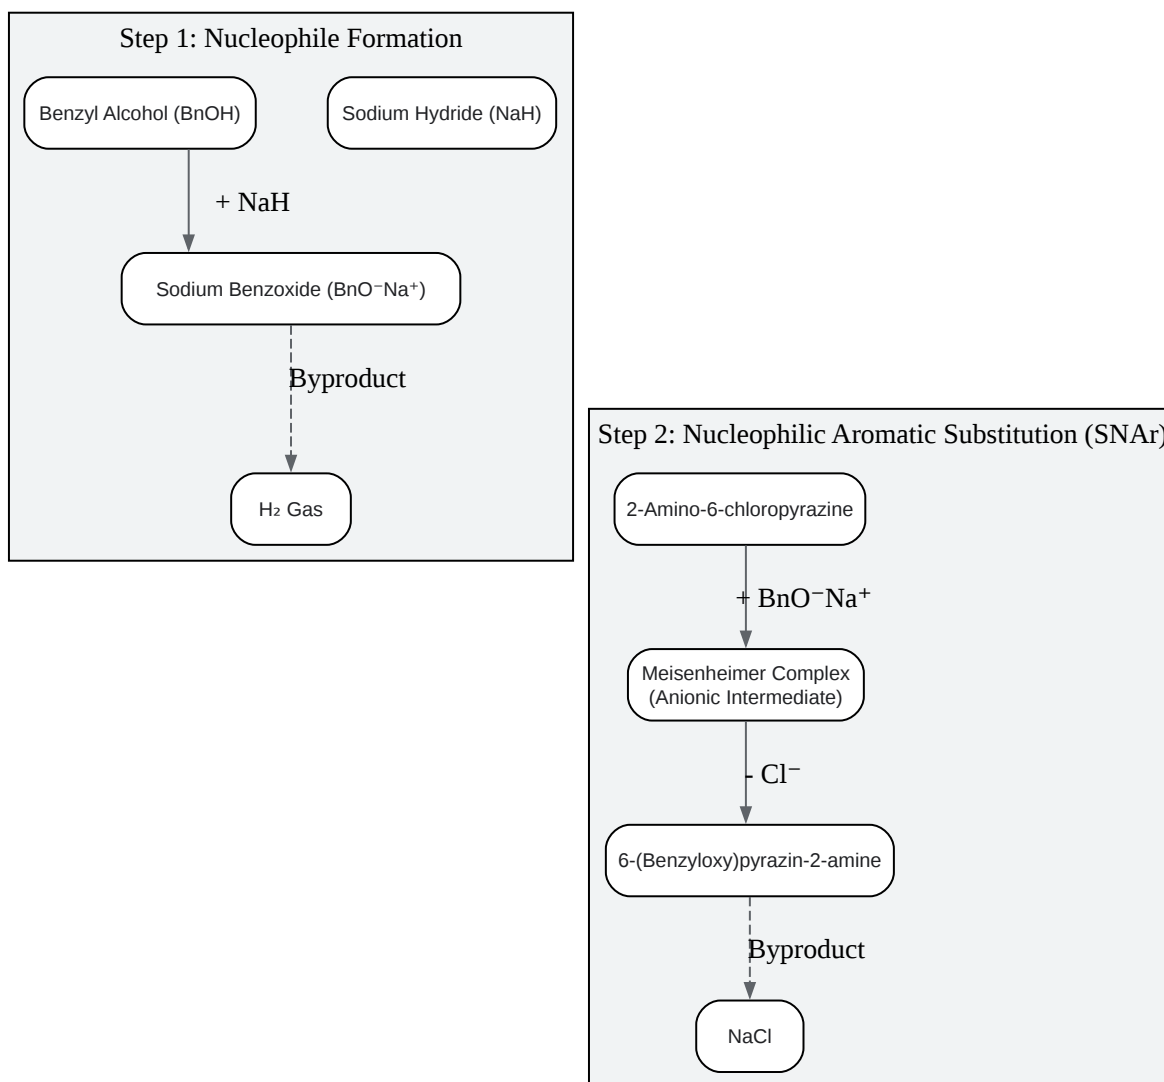 Step 1: Nucleophile Formation
Benzyl Alcohol (BnOH)
Sodium Hydride (NaH)
+ NaH
Sodium Benzoxide (BnO⁻Na⁺)
Byproduct
H₂ Gas
Step 2: Nucleophilic Aromatic Substitution (SNAr)
2-Amino-6-chloropyrazine
+ BnO⁻Na⁺
Meisenheimer Complex
(Anionic Intermediate)
- Cl⁻
6-(Benzyloxy)pyrazin-2-amine
Byproduct
NaCl